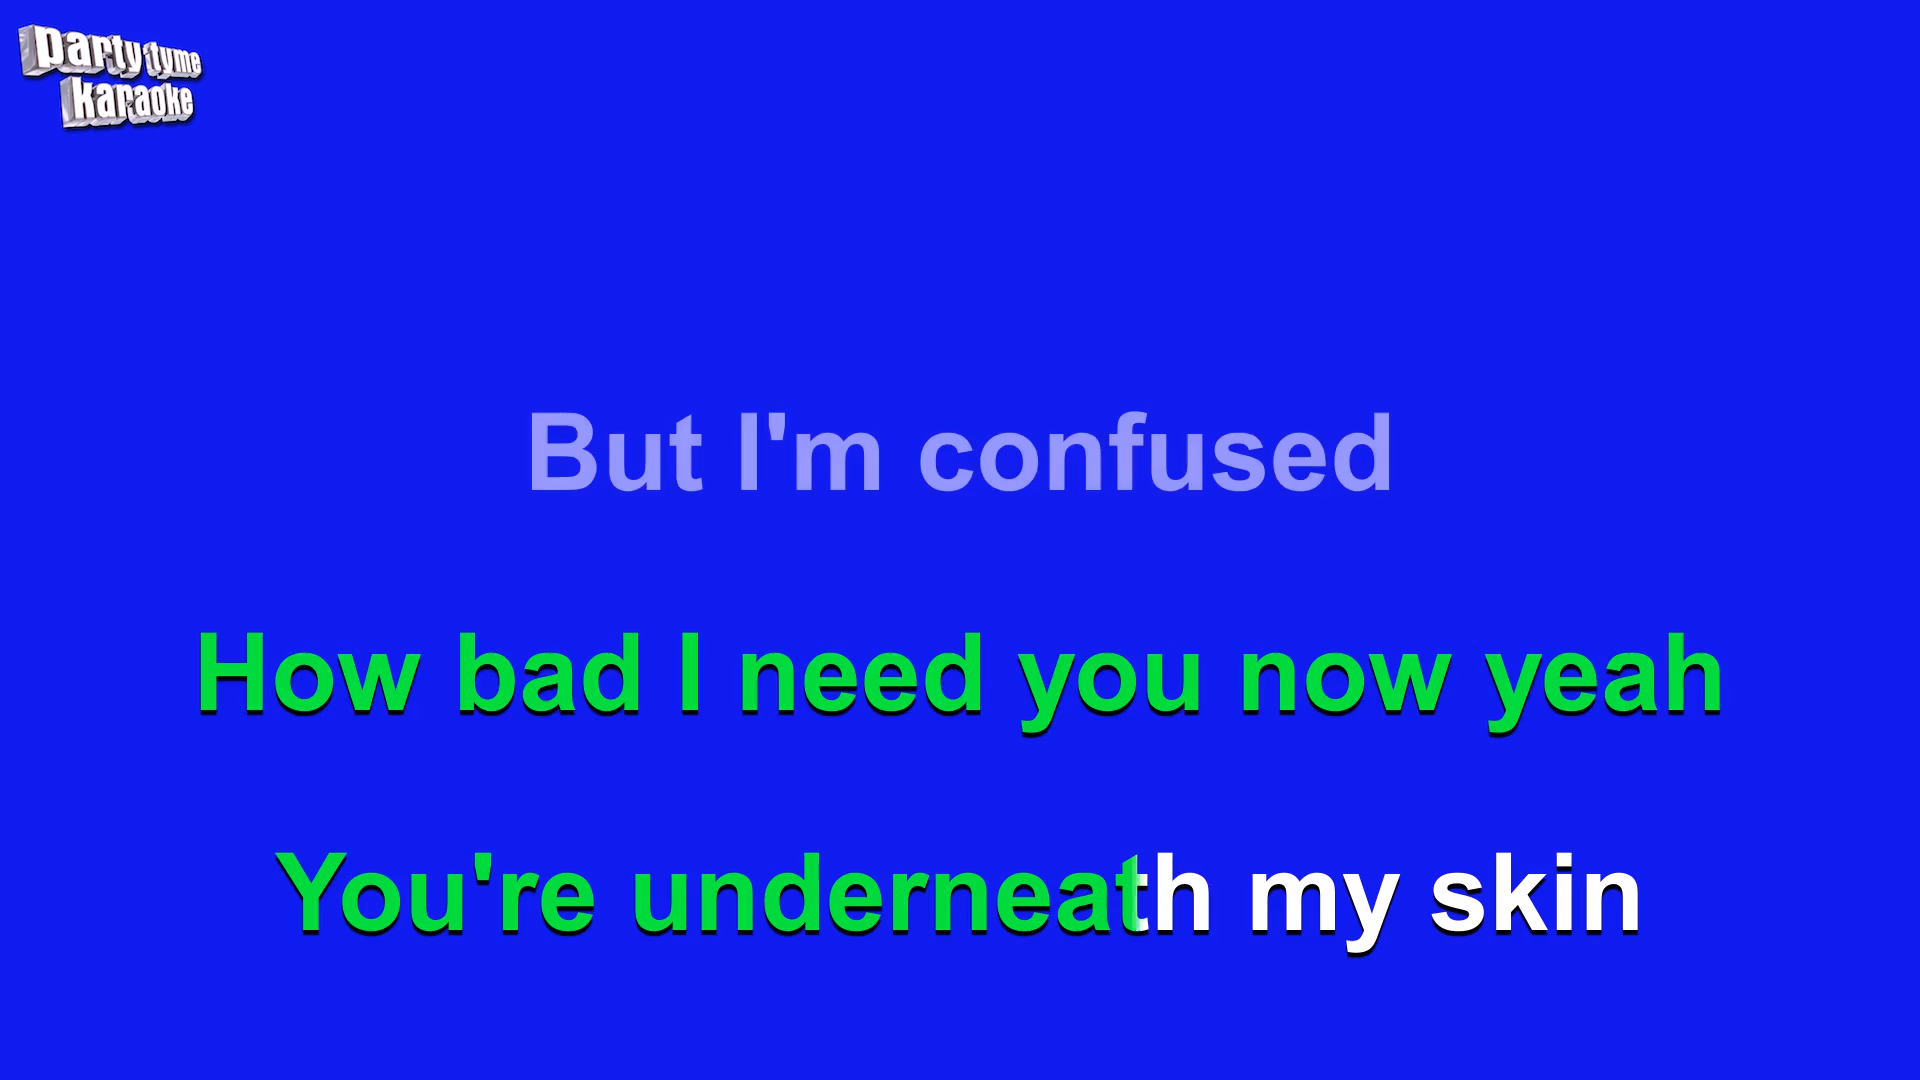 party tyme
karaoke
But I'm confused
How bad I need you now yeah
You're underneath my skin